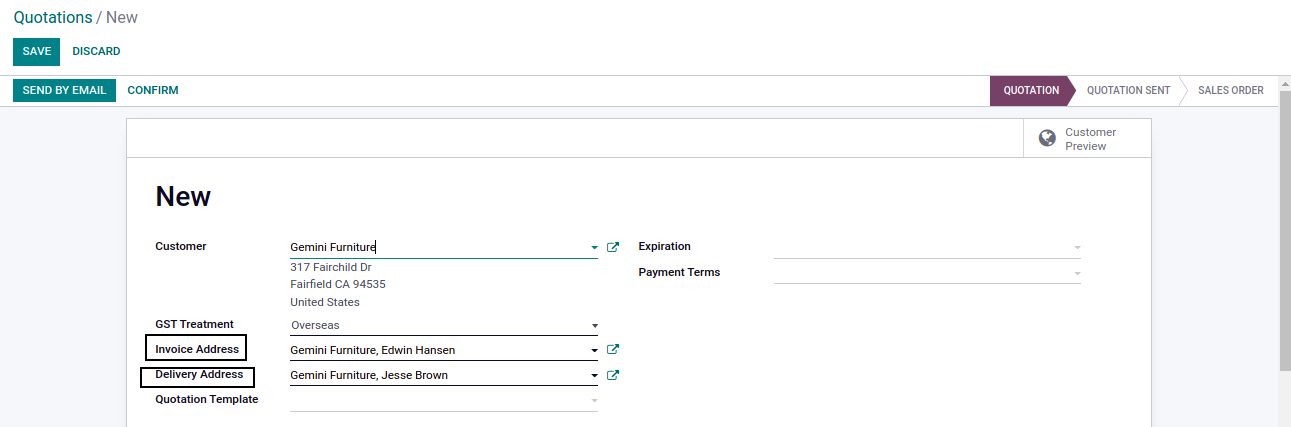 Quotations / New
SAVE DISCARD
SEND BY EMAIL CONFIRM QUOTATION QUOTATION SENT SALES ORDER
Customer
Preview
New
Customer Gemini Furniture Expiration
317 Fairchild Dr Payment Terms
Fairfield CA 94535
United States
GST Treatment Overseas
Invoice Address Gemini Furniture, Edwin Hansen
Delivery Address Gemini Furniture, Jesse Brown
Quotation Template